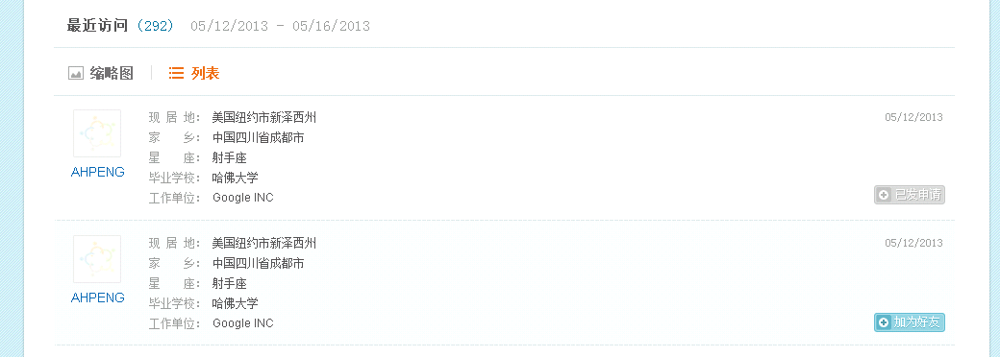 最近访问 (292) 05/12/2013 - 05/16/2013
缩略图 列表
现 居 地: 美国纽约市新泽西州 05/12/2013
家 乡: 中国四川省成都市
星 座: 射手座
AHPENG 毕业学校: 哈佛大学
工作单位: Google INC 已发申请
现 居 地: 美国纽约市新泽西州 05/12/2013
家 乡: 中国四川省成都市
星 座: 射手座
AHPENG 毕业学校: 哈佛大学
工作单位: Google INC 加为好友